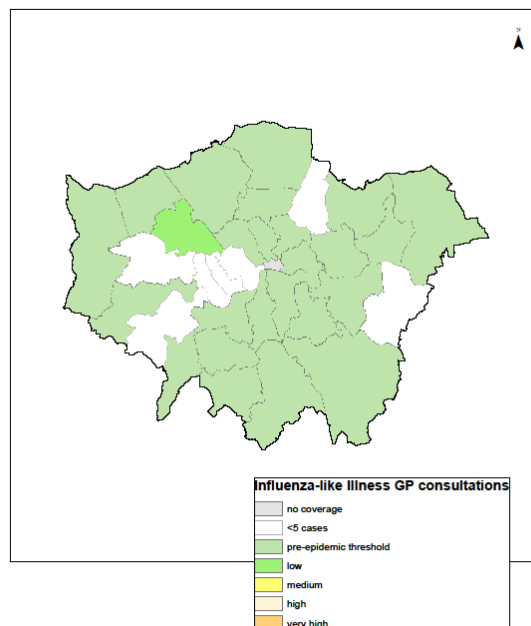 N
Influenza-like Illness GP consultations
no coverage
<5 cases
pre-epidemic threshold
low
medium
high
very high